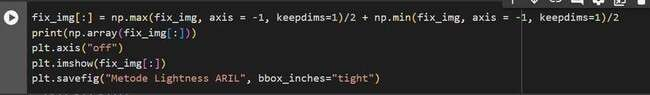 fix_img[:] = np.max(fix_img, axis = -1, keepdims=1)/2 + np.min(fix_img, axis = -1, keepdims=1)/2
print(np.array(fix_img[:]))
plt.axis("off")
plt.imshow(fix_img[:])
plt.savefig("Metode Lightness ARIL", bbox_inches="tight")